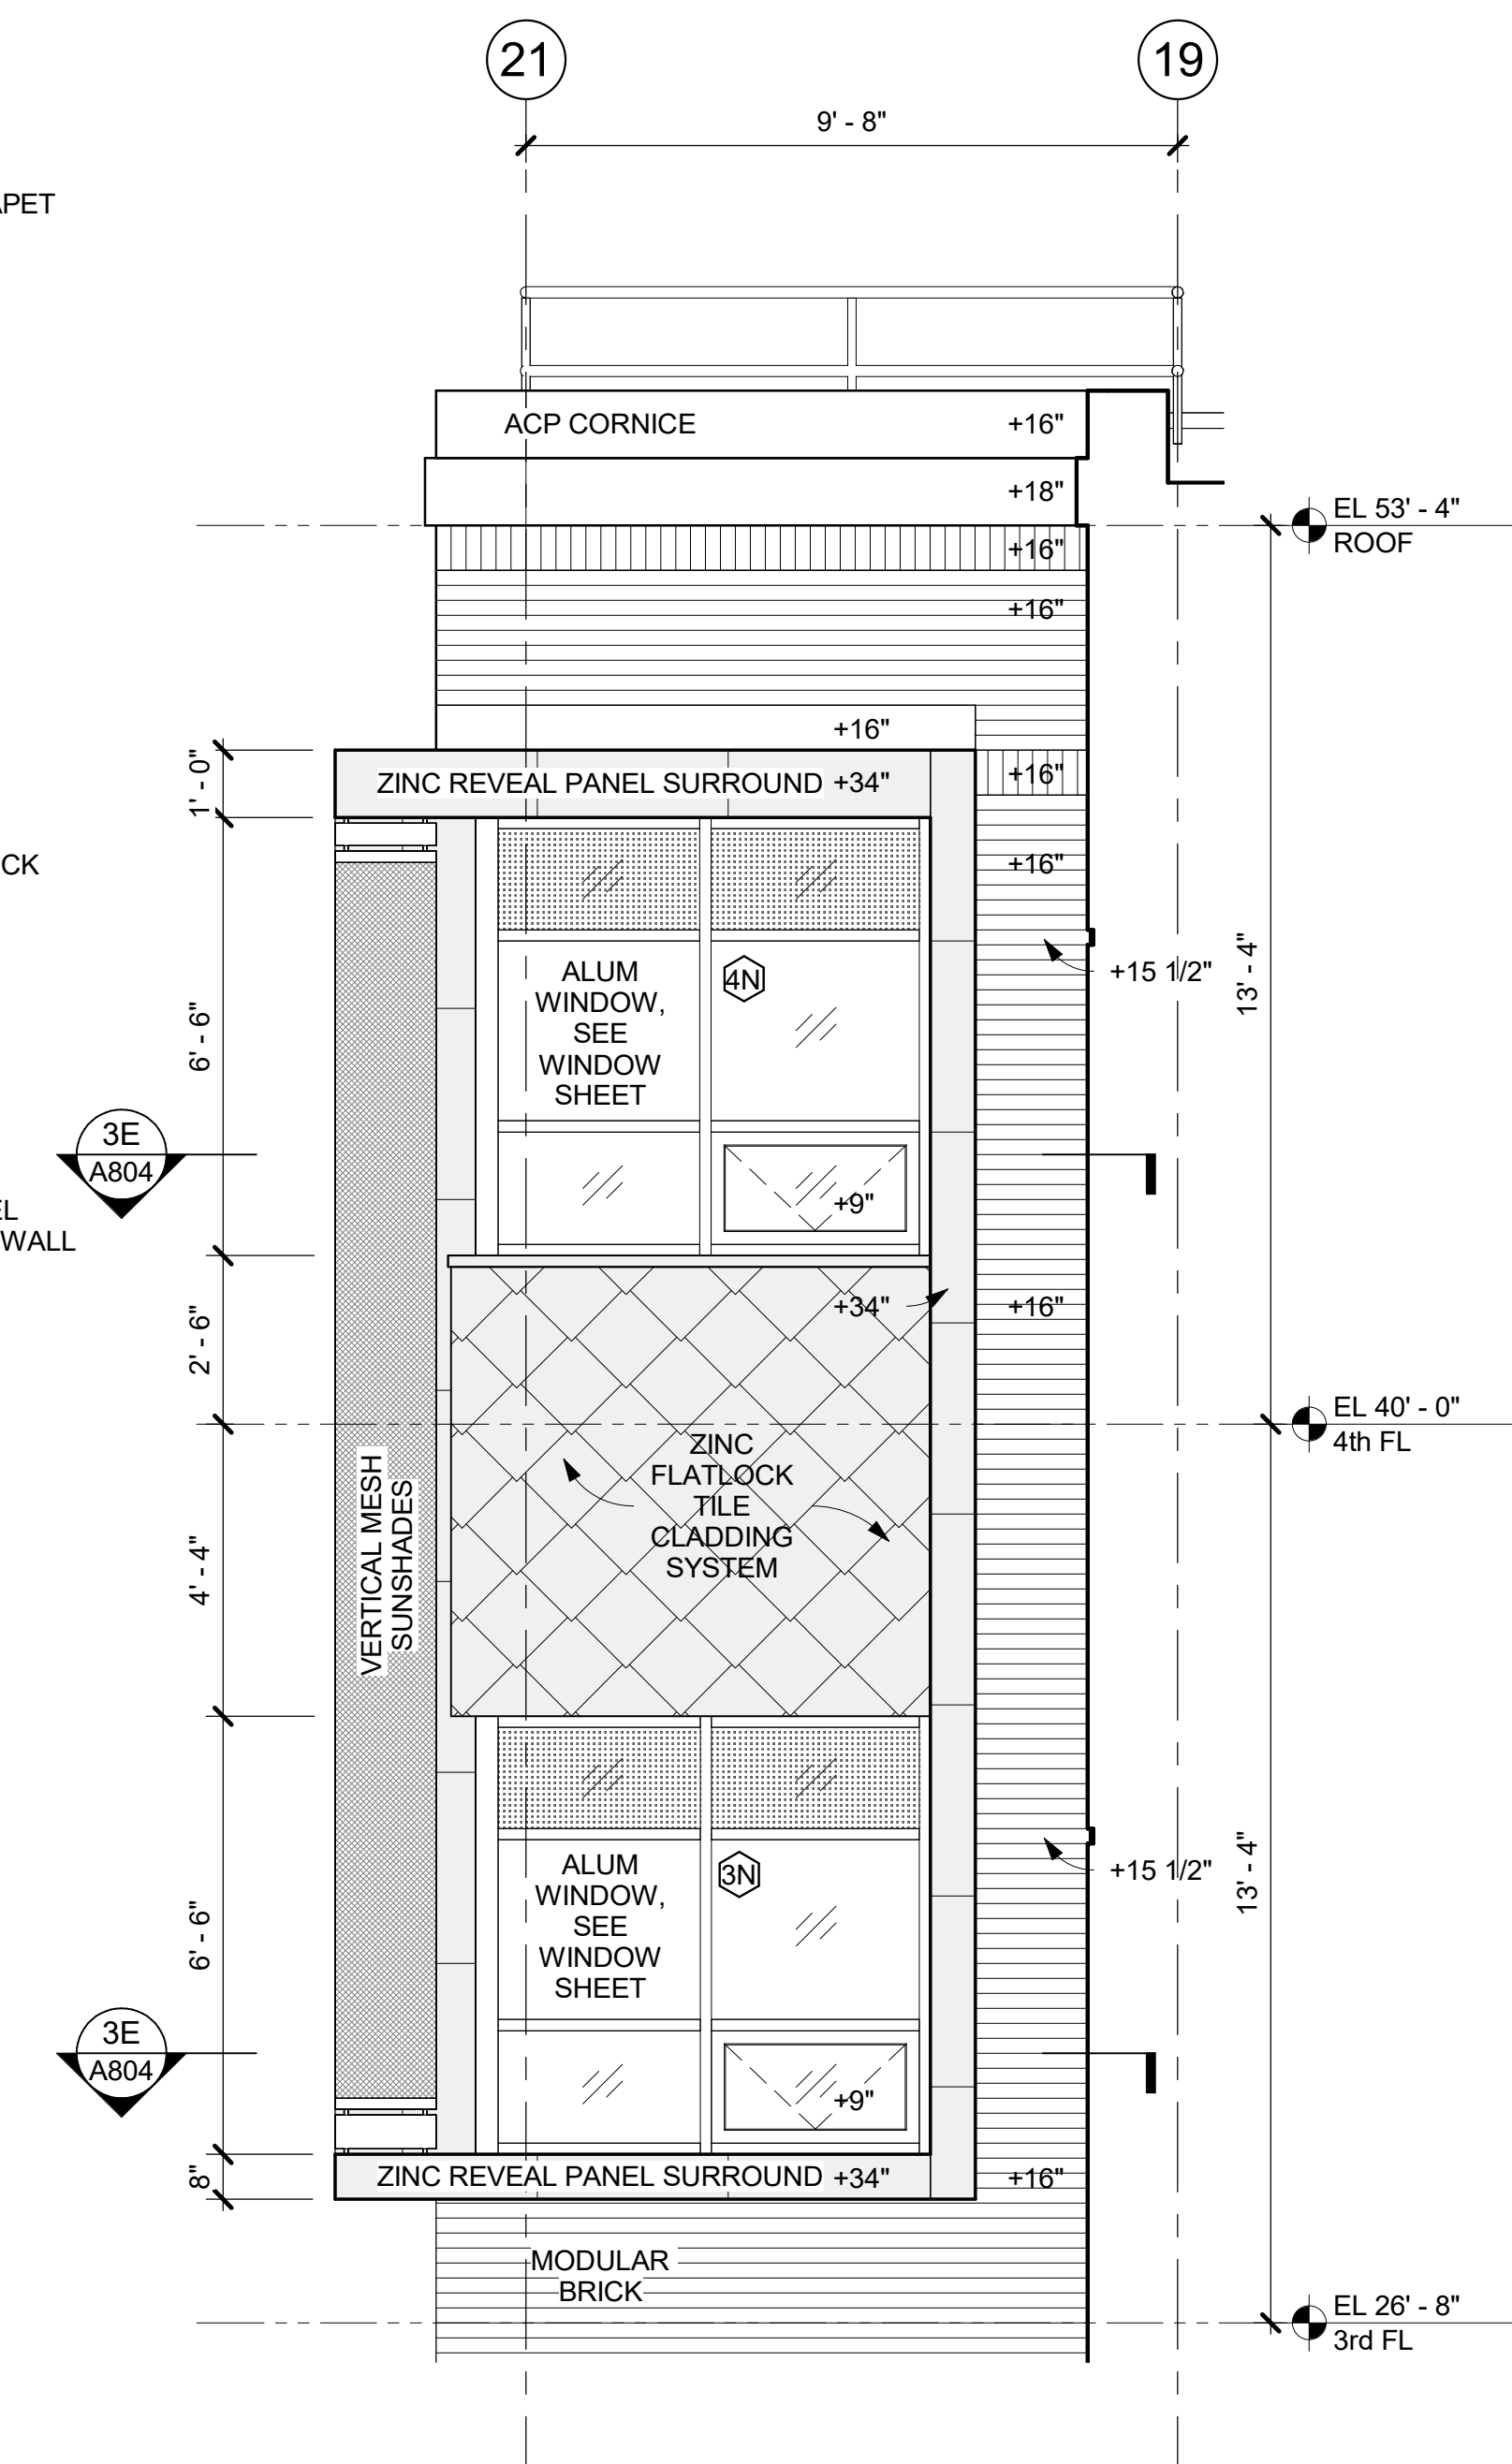 21
19
9' - 8"
APET
ACP CORNICE
+16"
+18"
EL 53' - 4"
ROOF
+16"
+16"
+16"
1' - 0"
ZINC REVEAL PANEL SURROUND
+34"
+16"
CK
+16"
ALUM
WINDOW,
SEE
WINDOW
SHEET
4N
+15 1/2"
13' - 4"
6' - 6"
3E
A804
EL
WALL
+9"
2' - 6"
+34"
+16"
EL 40' - 0"
4th FL
ZINC
FLATLOCK
TILE
CLADDING
SYSTEM
VERTICAL MESH
SUNSHADES
4' - 4"
ALUM
WINDOW,
SEE
WINDOW
SHEET
3N
+15 1/2"
13' - 4"
6' - 6"
3E
A804
+9"
8"
ZINC REVEAL PANEL SURROUND
+34"
+16"
MODULAR
BRICK
EL 26' - 8"
3rd FL